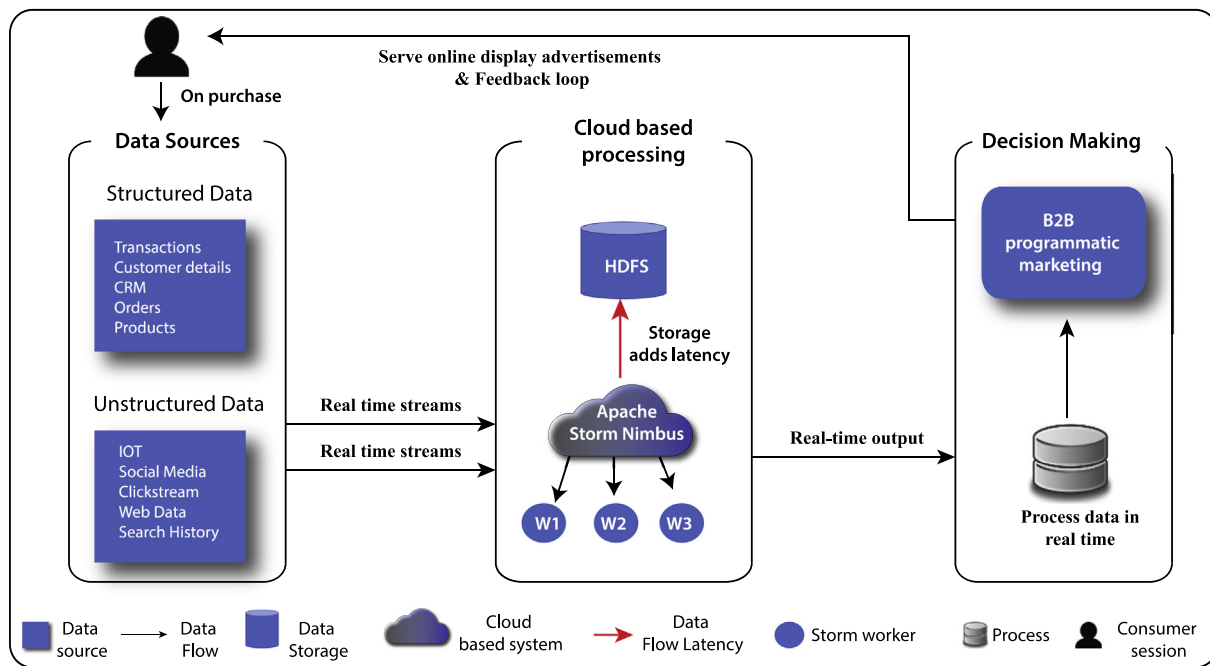 Serve online display advertisements
& Feedback loop
On purchase
Data Sources
Structured Data
Transactions
Customer details
CRM
Orders
Products
Unstructured Data
IOT
Social Media
Clickstream
Web Data
Search History
Real time streams
Real time streams
Cloud based
processing
HDFS
Storage
adds latency
Apache
Storm Nimbus
W1
W2
W3
Real-time output
Decision Making
B2B
programmatic
marketing
Process data in
real time
Data
source
Data
Flow
Data
Storage
Cloud
based system
Data
Flow Latency
Storm worker
Process
Consumer
session